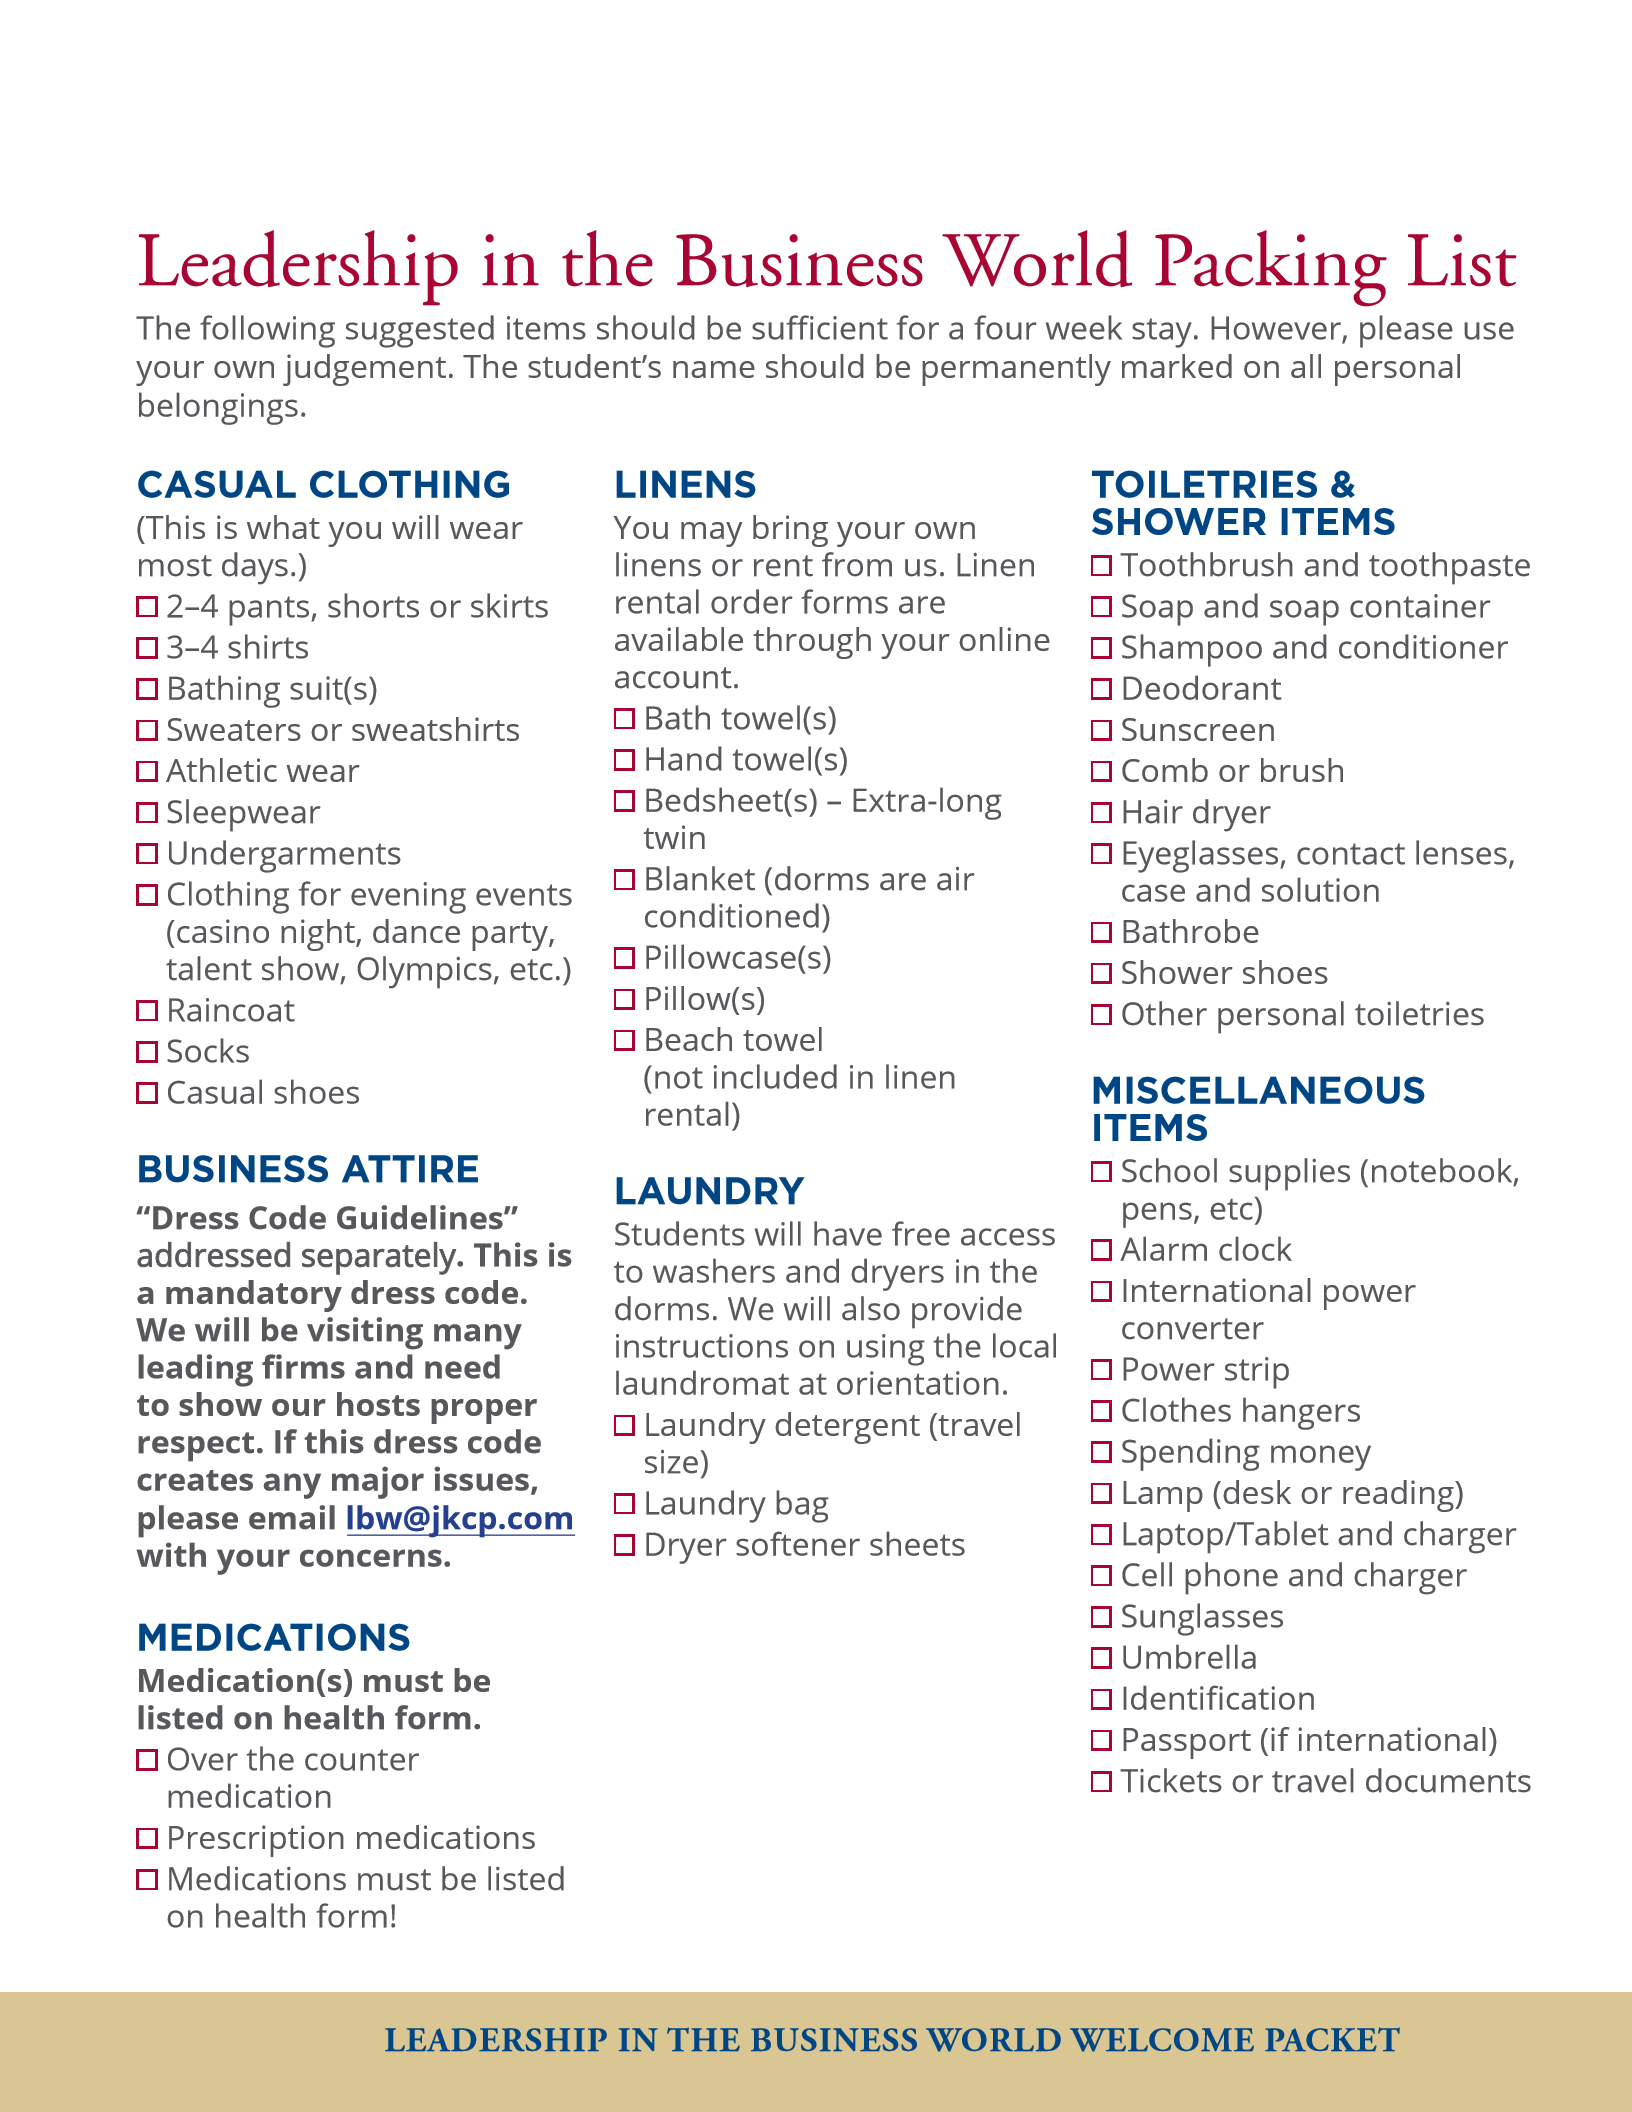 Leadership in the Business World Packing List
The following suggested items should be sufficient for a four week stay. However, please use
your own judgement. The student’s name should be permanently marked on all personal
belongings.
CASUAL CLOTHING
(This is what you will wear
most days.)
2–4 pants, shorts or skirts
3–4 shirts
Bathing suit(s)
Sweaters or sweatshirts
Athletic wear
Sleepwear
Undergarments
Clothing for evening events
(casino night, dance party,
talent show, Olympics, etc.)
Raincoat
Socks
Casual shoes
BUSINESS ATTIRE
“Dress Code Guidelines”
addressed separately. This is
a mandatory dress code.
We will be visiting many
leading firms and need
to show our hosts proper
respect. If this dress code
creates any major issues,
please email lbw@jkcp.com
with your concerns.
MEDICATIONS
Medication(s) must be
listed on health form.
Over the counter
medication
Prescription medications
Medications must be listed
on health form!
LINENS
You may bring your own
linens or rent from us. Linen
rental order forms are
available through your online
account.
Bath towel(s)
Hand towel(s)
Bedsheet(s) – Extra-long
twin
Blanket (dorms are air
conditioned)
Pillowcase(s)
Pillow(s)
Beach towel
(not included in linen
rental)
LAUNDRY
Students will have free access
to washers and dryers in the
dorms. We will also provide
instructions on using the local
laundromat at orientation.
Laundry detergent (travel
size)
Laundry bag
Dryer softener sheets
TOILETRIES &
SHOWER ITEMS
Toothbrush and toothpaste
Soap and soap container
Shampoo and conditioner
Deodorant
Sunscreen
Comb or brush
Hair dryer
Eyeglasses, contact lenses,
case and solution
Bathrobe
Shower shoes
Other personal toiletries
MISCELLANEOUS
ITEMS
School supplies (notebook,
pens, etc)
Alarm clock
International power
converter
Power strip
Clothes hangers
Spending money
Lamp (desk or reading)
Laptop/Tablet and charger
Cell phone and charger
Sunglasses
Umbrella
Identification
Passport (if international)
Tickets or travel documents
LEADERSHIP IN THE BUSINESS WORLD WELCOME PACKET